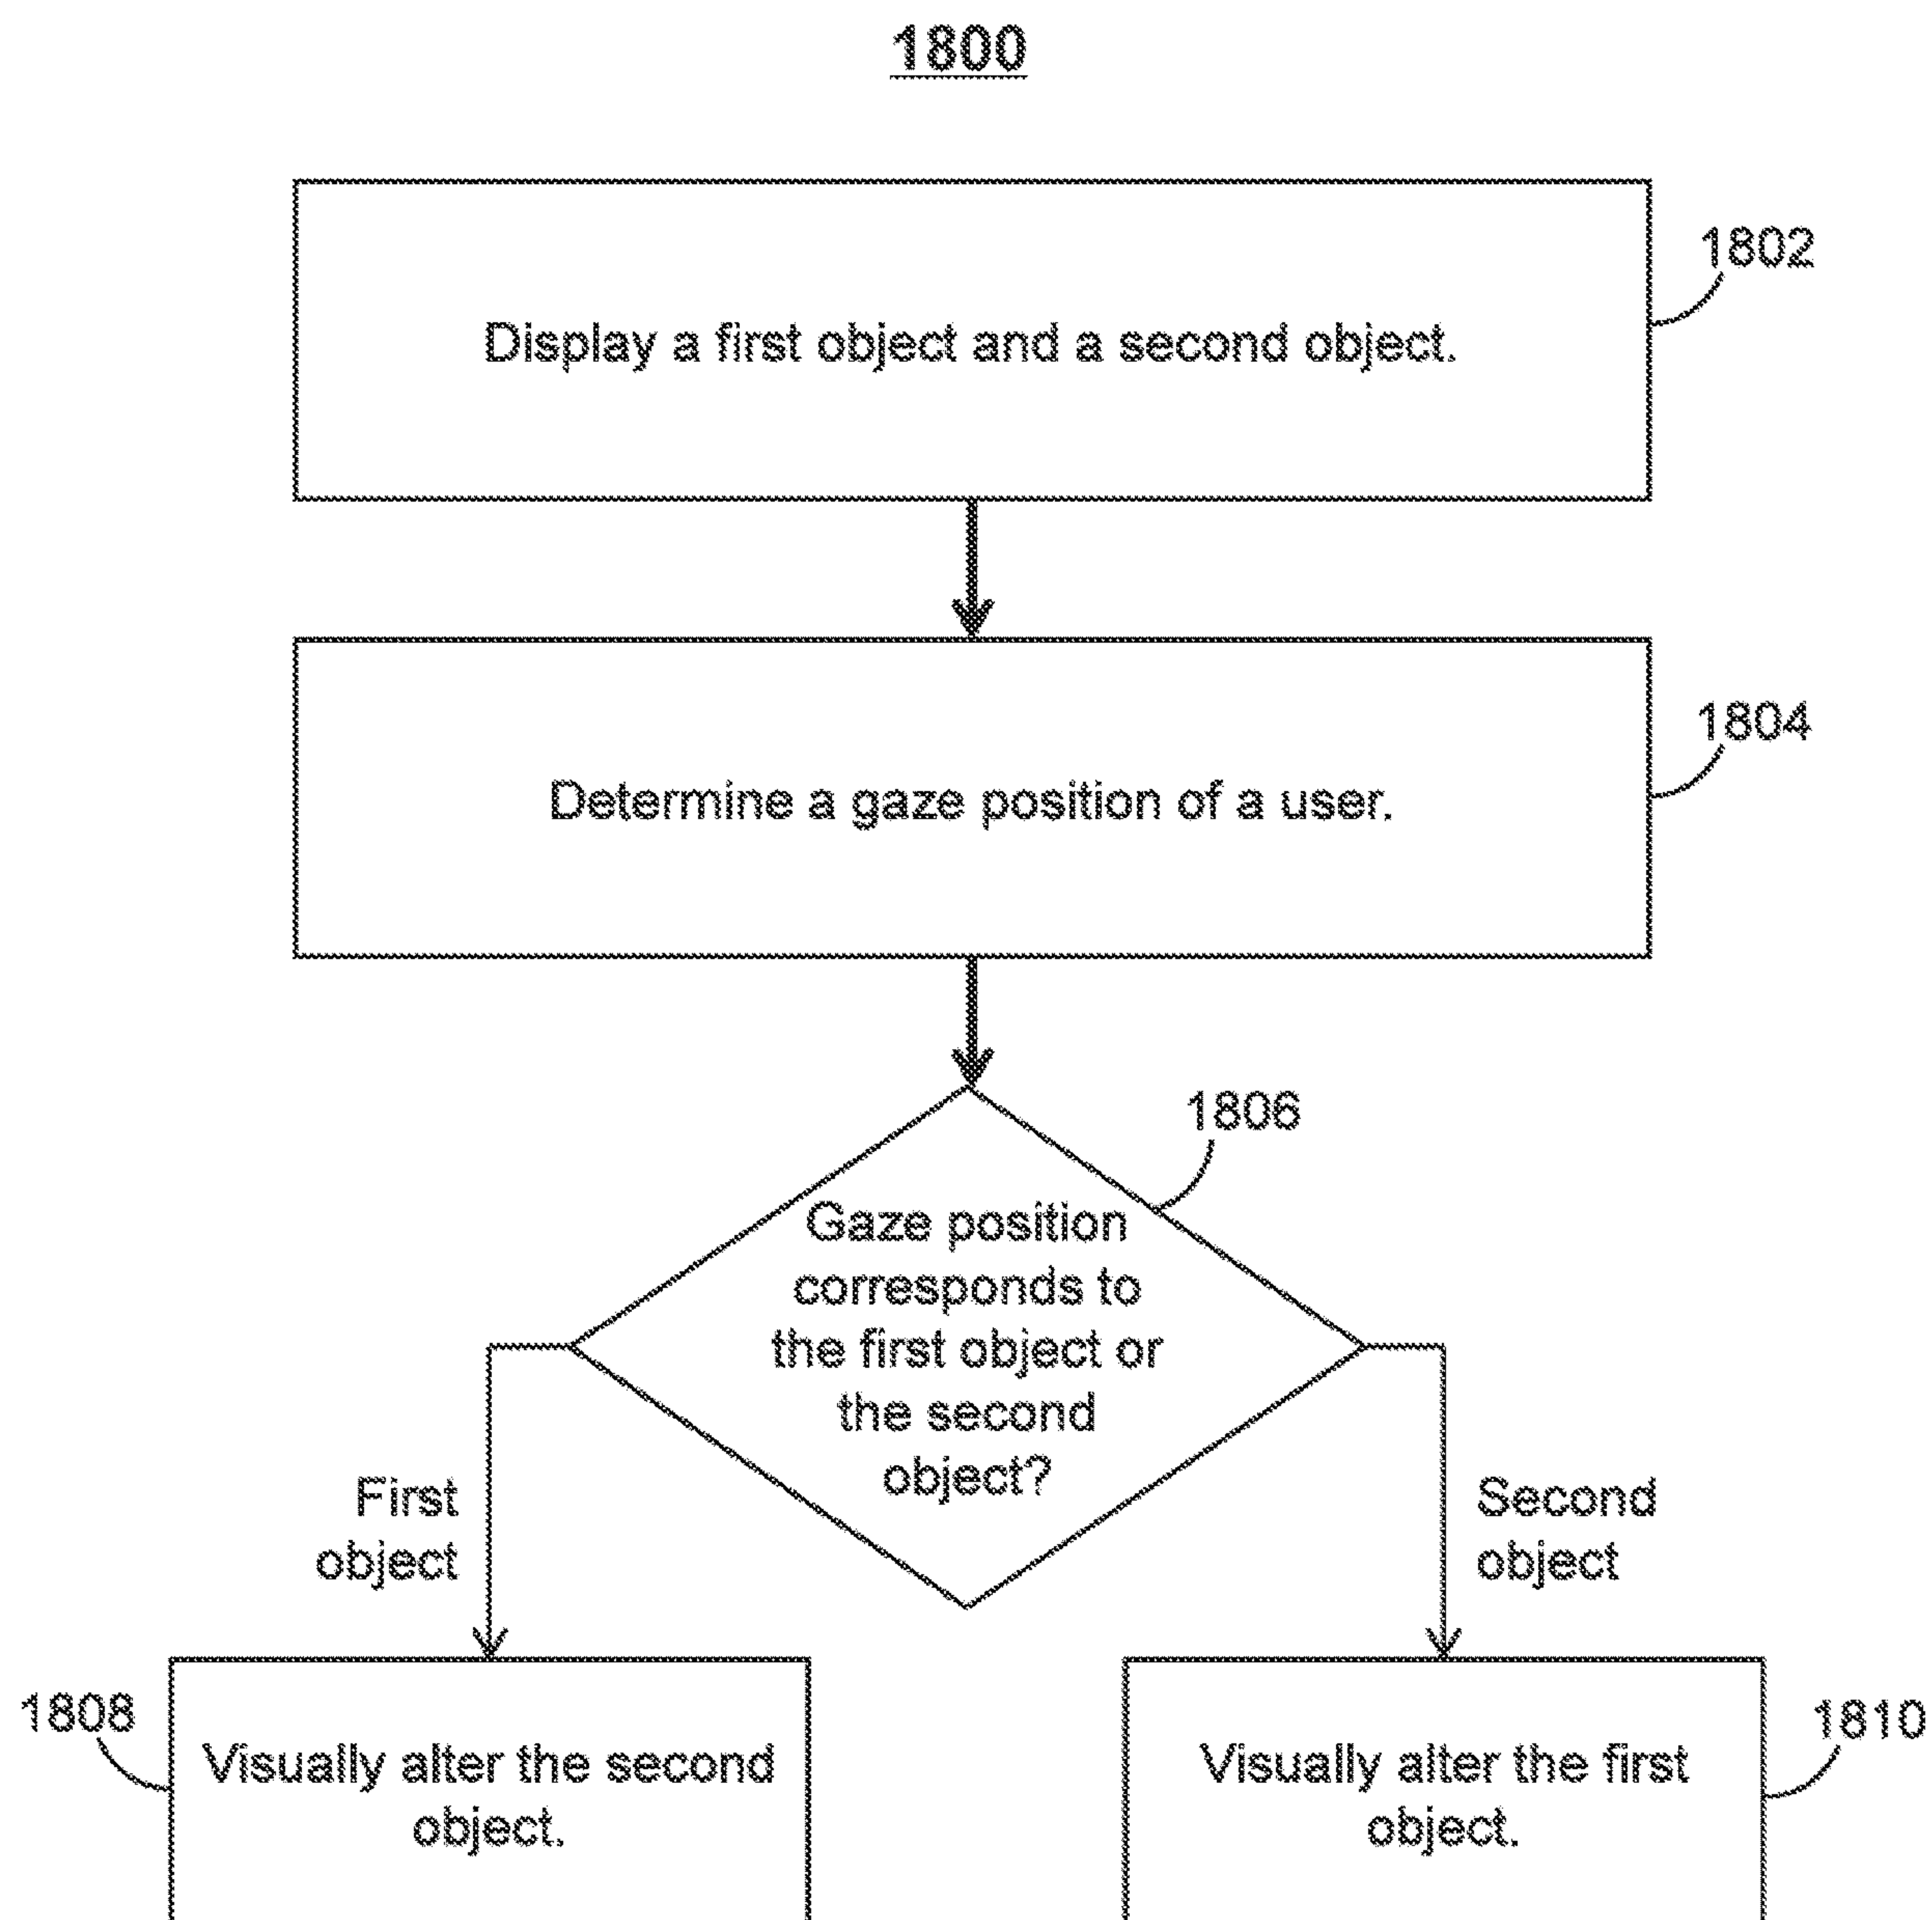 1800
1802
Display a first object and a second object.
1804
Determine a gaze position of a user.
1806
Gaze position
corresponds to
the first object or
the second
object?
First
object
Second
object
1808
Visually alter the second
object.
1810
Visually alter the first
object.